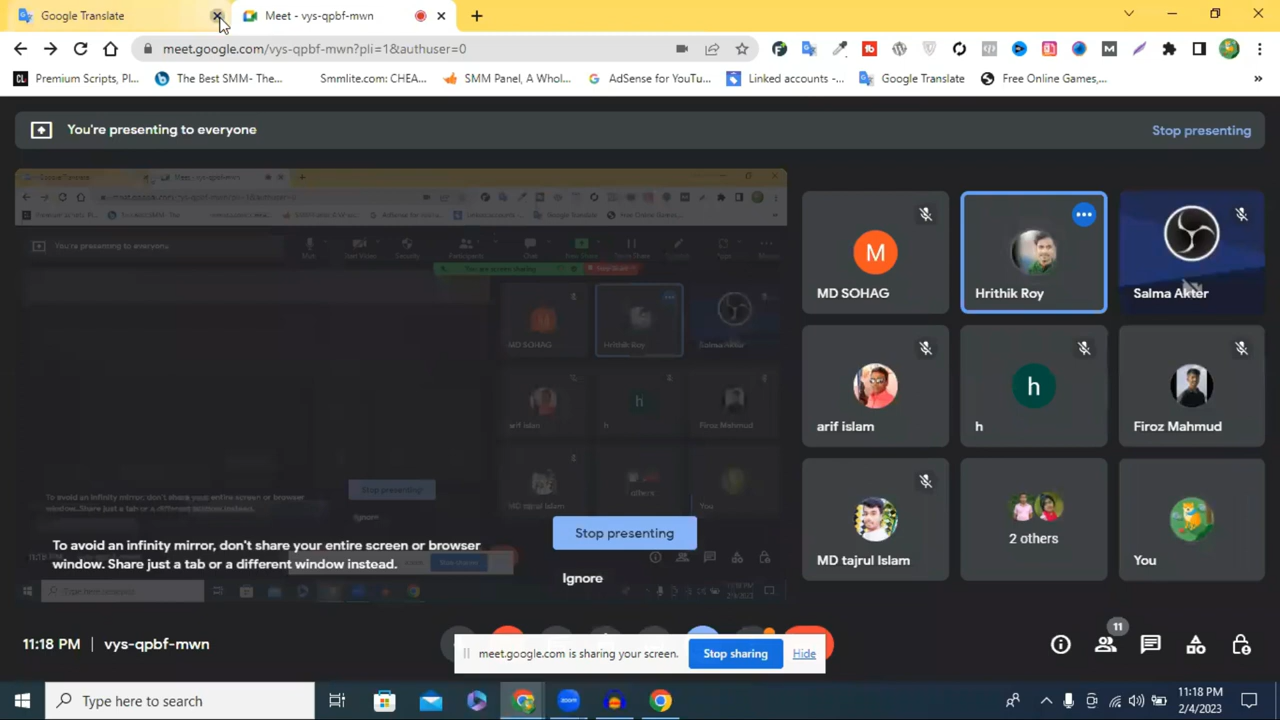 Google Translate
Meet - vys-qpbf-mwn
meet.google.com/vys-qpbf-mwn?pli=1&authuser=0
Premium Scripts, Pl...
The Best SMM- The...
Smmlite.com: CHEA...
SMM Panel, A Whol...
AdSense for YouTu...
Linked accounts -...
Google Translate
Free Online Games,...
You're presenting to everyone
Stop presenting
M
MD SOHAG
Hrithik Roy
Salma Akter
arif islam
h
h
Firoz Mahmud
MD tajrul Islam
2 others
You
Stop presenting
To avoid an infinity mirror, don't share your entire screen or browser
window. Share just a tab or a different window instead.
Ignore
11:18 PM | vys-qpbf-mwn
meet.google.com is sharing your screen.
Stop sharing
Hide
11
Type here to search
zoom
11:18 PM
2/4/2023